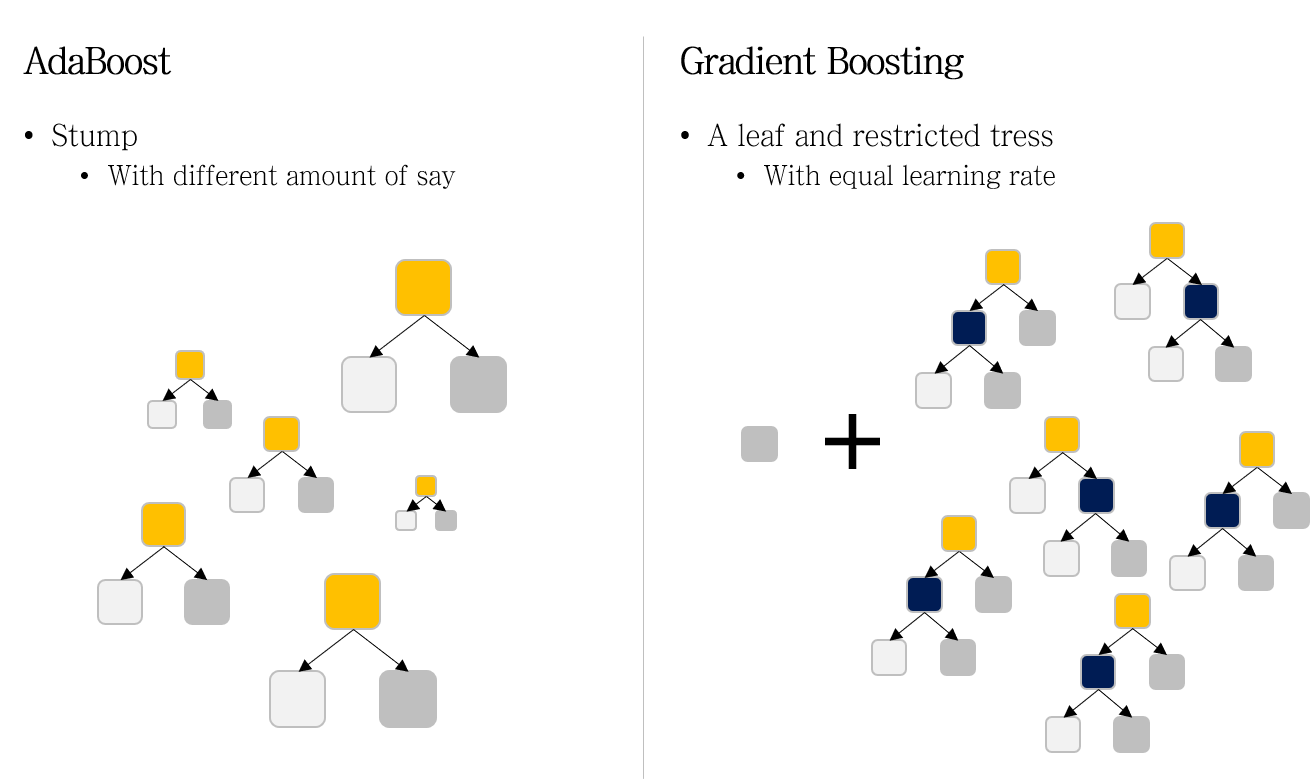 AdaBoost
• Stump
• With different amount of say
Gradient Boosting
• A leaf and restricted tress
• With equal learning rate